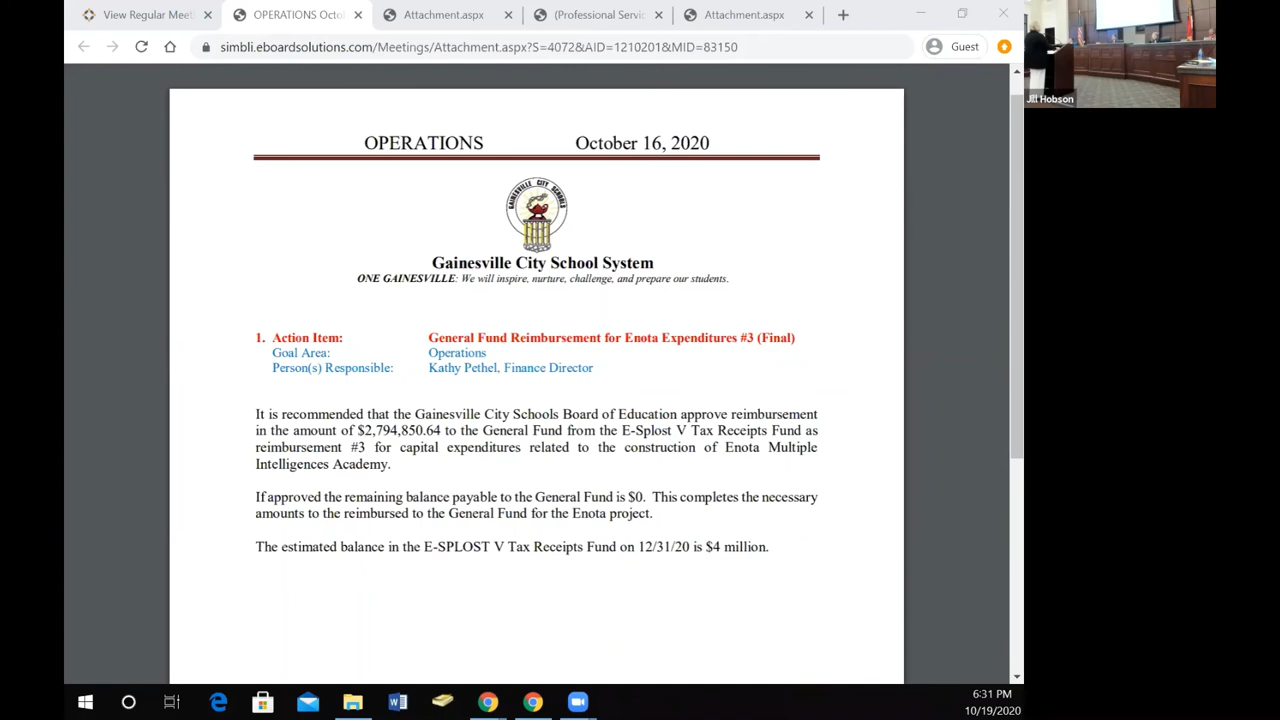 View Regular Meet
OPERATIONS Octo
Attachment.aspx
(Professional Servic
Attachment.aspx
simbli.eboardsolutions.com/Meetings/Attachment.aspx?S=4072&AID=1210201&MID=83150
Guest
Jill Hobson
OPERATIONS October 16, 2020
GAINESVILLE CITY SCHOOLS
Gainesville City School System
ONE GAINESVILLE: We will inspire, nurture, challenge, and prepare our students.
1. Action Item: General Fund Reimbursement for Enota Expenditures #3 (Final)
Goal Area: Operations
Person(s) Responsible: Kathy Pethel, Finance Director
It is recommended that the Gainesville City Schools Board of Education approve reimbursement
in the amount of $2,794,850.64 to the General Fund from the E-Splost V Tax Receipts Fund as
reimbursement #3 for capital expenditures related to the construction of Enota Multiple
Intelligences Academy.
If approved the remaining balance payable to the General Fund is $0. This completes the necessary
amounts to the reimbursed to the General Fund for the Enota project.
The estimated balance in the E-SPLOST V Tax Receipts Fund on 12/31/20 is $4 million.
6:31 PM
10/19/2020